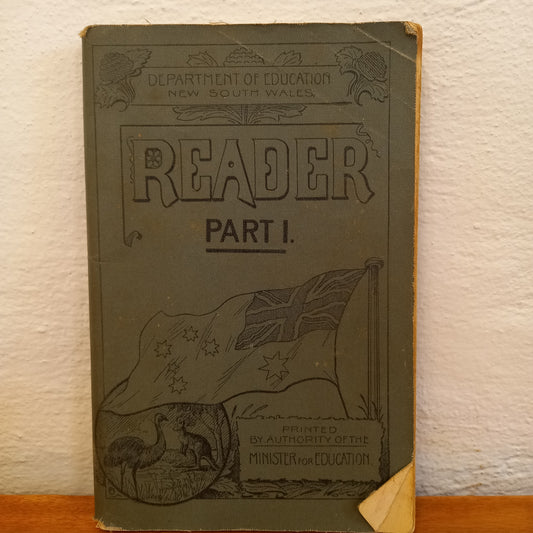 DEPARTMENT OF EDUCATION
NEW SOUTH WALES.
READER
PART I.
PRINTED
BY AUTHORITY OF THE
MINISTER FOR EDUCATION.